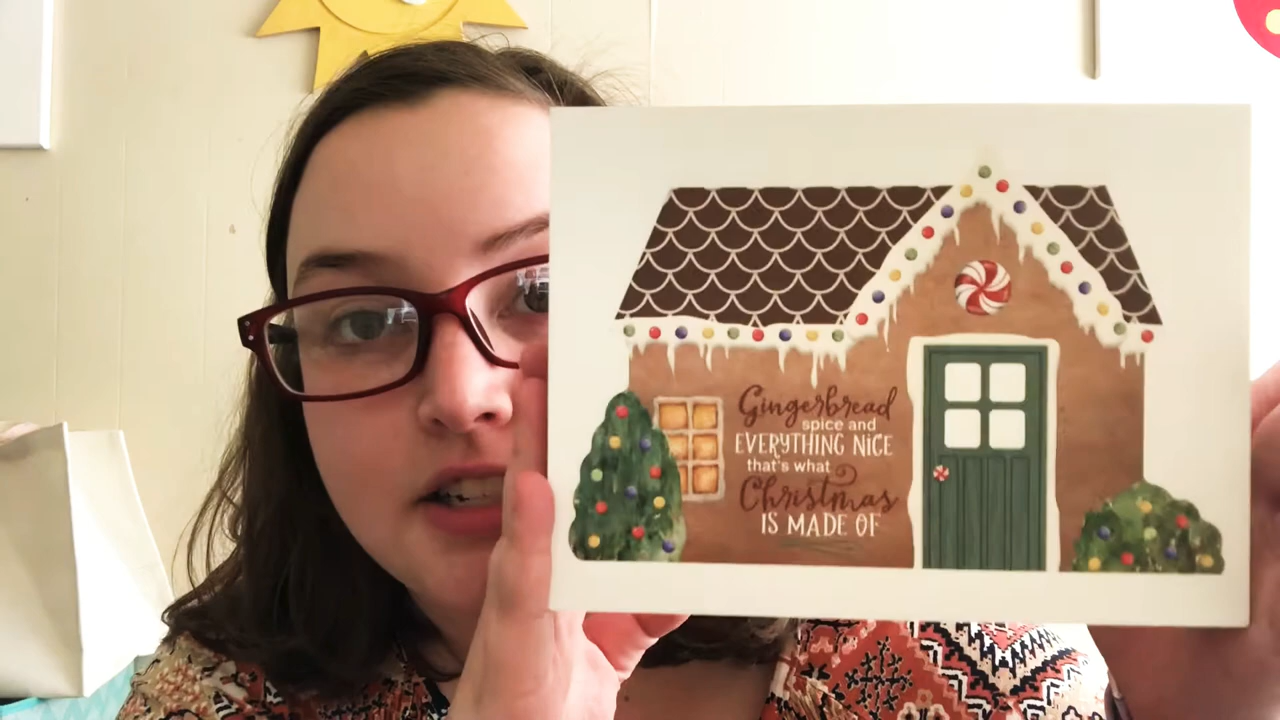 Gingerbread
spice and
EVERYTHING NiCE
that's what
Christmas
IS MADE OF